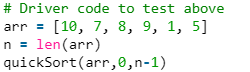 # Driver code to test above
arr = [10, 7, 8, 9, 1, 5]
n = len(arr)
quickSort(arr,0,n-1)